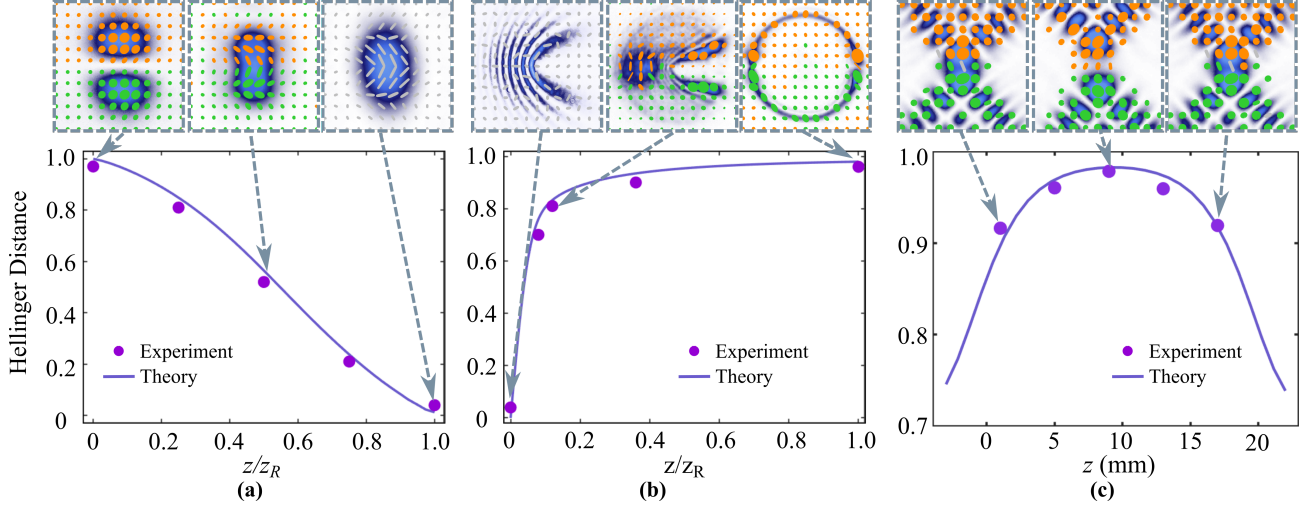 Hellinger Distance
1.0
0.8
0.6
0.4
0.2
0
Experiment
Theory
0 0.2 0.4 0.6 0.8 1.0
z/z_R
(a)
1.0
0.8
0.6
0.4
0.2
0
Experiment
Theory
0 0.2 0.4 0.6 0.8 1.0
z/z_R
(b)
1.0
0.9
0.8
0.7
Experiment
Theory
0 5 10 15 20
z (mm)
(c)